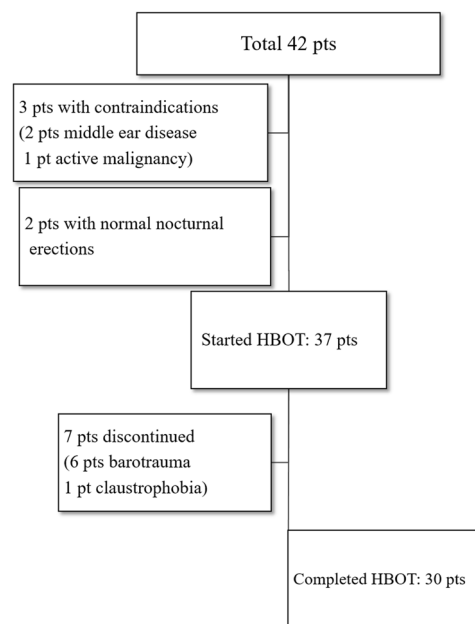 Total 42 pts
3 pts with contraindications
(2 pts middle ear disease
1 pt active malignancy)
2 pts with normal nocturnal
erections
Started HBOT: 37 pts
7 pts discontinued
(6 pts barotrauma
1 pt claustrophobia)
Completed HBOT: 30 pts